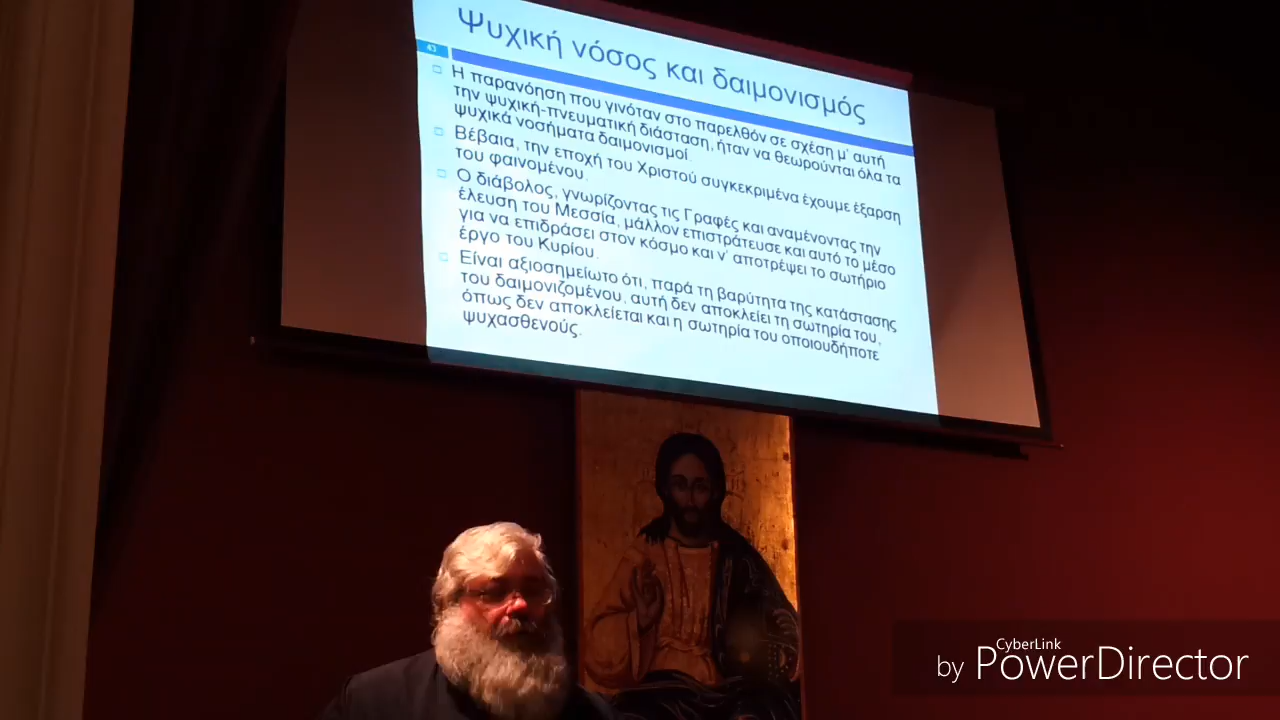 Ψυχική νόσος και δαιμονισμός
43
Η παρανόηση που γινόταν στο παρελθόν σε σχέση μ' αυτή
την ψυχική-πνευματική διάσταση, ήταν να θεωρούνται όλα τα
ψυχικά νοσήματα δαιμονισμοί.
Βέβαια, την εποχή του Χριστού συγκεκριμένα έχουμε έξαρση
του φαινομένου.
Ο διάβολος, γνωρίζοντας τις Γραφές και αναμένοντας την
έλευση του Μεσσία, μάλλον επιστράτευσε και αυτό το μέσο
για να επιδράσει στον κόσμο και ν' αποτρέψει το σωτήριο
έργο του Κυρίου.
Είναι αξιοσημείωτο ότι, παρά τη βαρύτητα της κατάστασης
του δαιμονιζομένου, αυτή δεν αποκλείει τη σωτηρία του,
όπως δεν αποκλείεται και η σωτηρία του οποιουδήποτε
ψυχασθενούς.
CyberLink
by PowerDirector